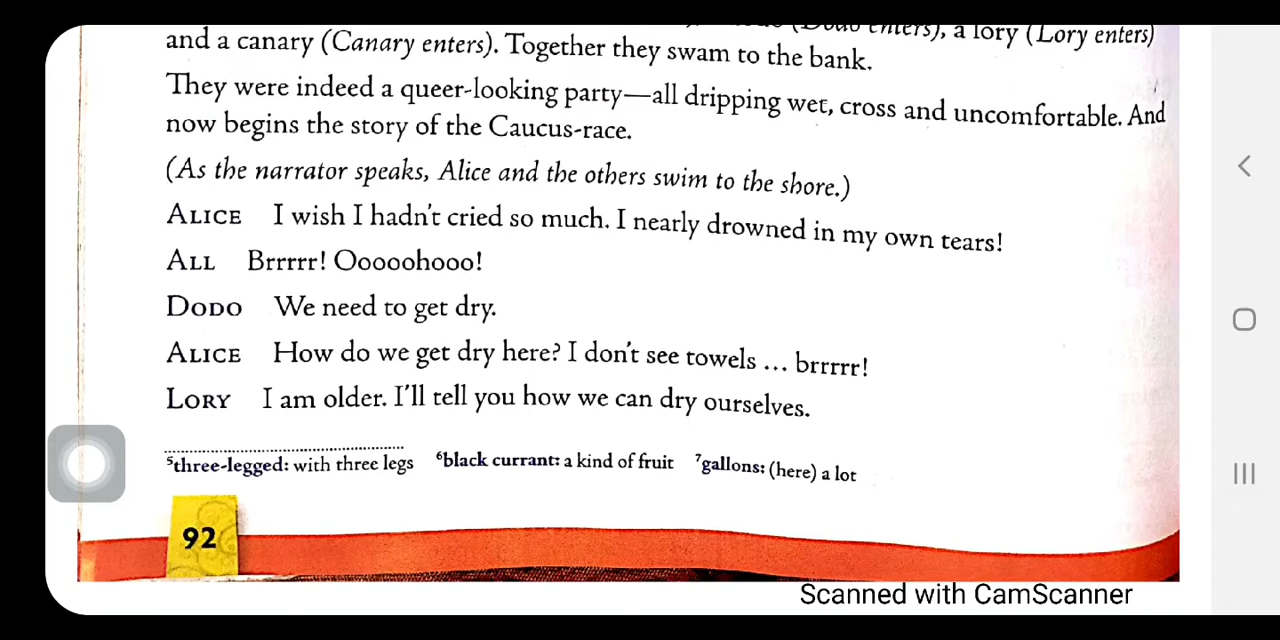 (Dodo enters), a lory (Lory enters)
and a canary (Canary enters). Together they swam to the bank.
They were indeed a queer-looking party—all dripping wet, cross and uncomfortable. And
now begins the story of the Caucus-race.
(As the narrator speaks, Alice and the others swim to the shore.)
ALICE I wish I hadn't cried so much. I nearly drowned in my own tears!
ALL Brrrrr! Ooooohooo!
DODO We need to get dry.
ALICE How do we get dry here? I don't see towels ... brrrrr!
LORY I am older. I'll tell you how we can dry ourselves.
⁵three-legged: with three legs ⁶black currant: a kind of fruit ⁷gallons: (here) a lot
92
Scanned with CamScanner